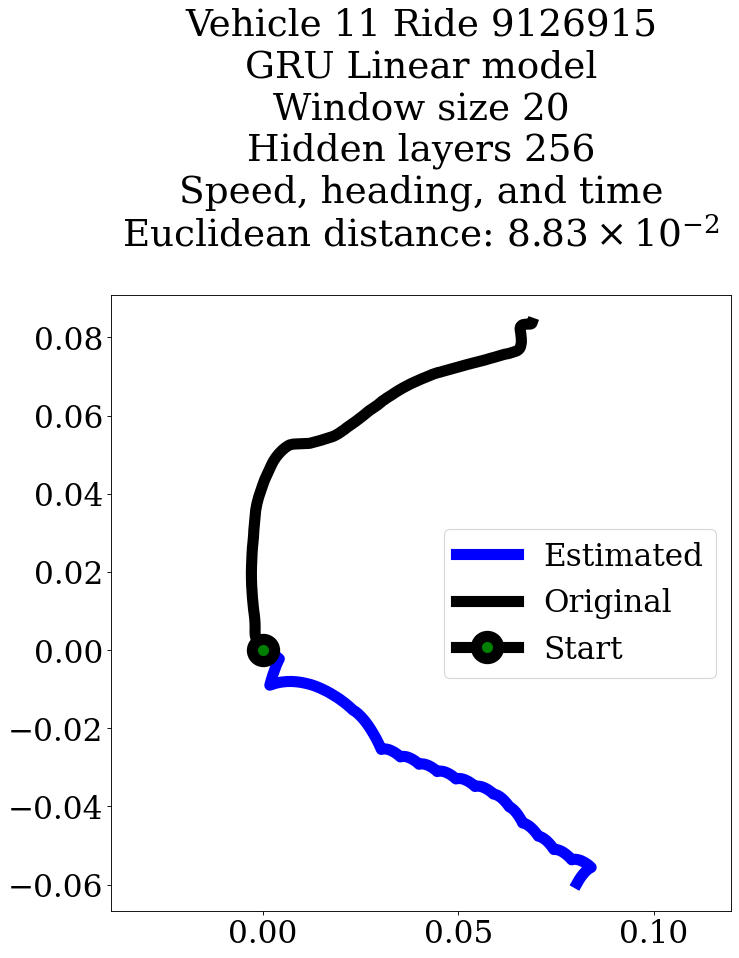 Vehicle 11 Ride 9126915
GRU Linear model
Window size 20
Hidden layers 256
Speed, heading, and time
Euclidean distance: 8.83 × 10⁻²
0.08
0.06
0.04
0.02
0.00
−0.02
−0.04
−0.06
Estimated
Original
Start
0.00 0.05 0.10